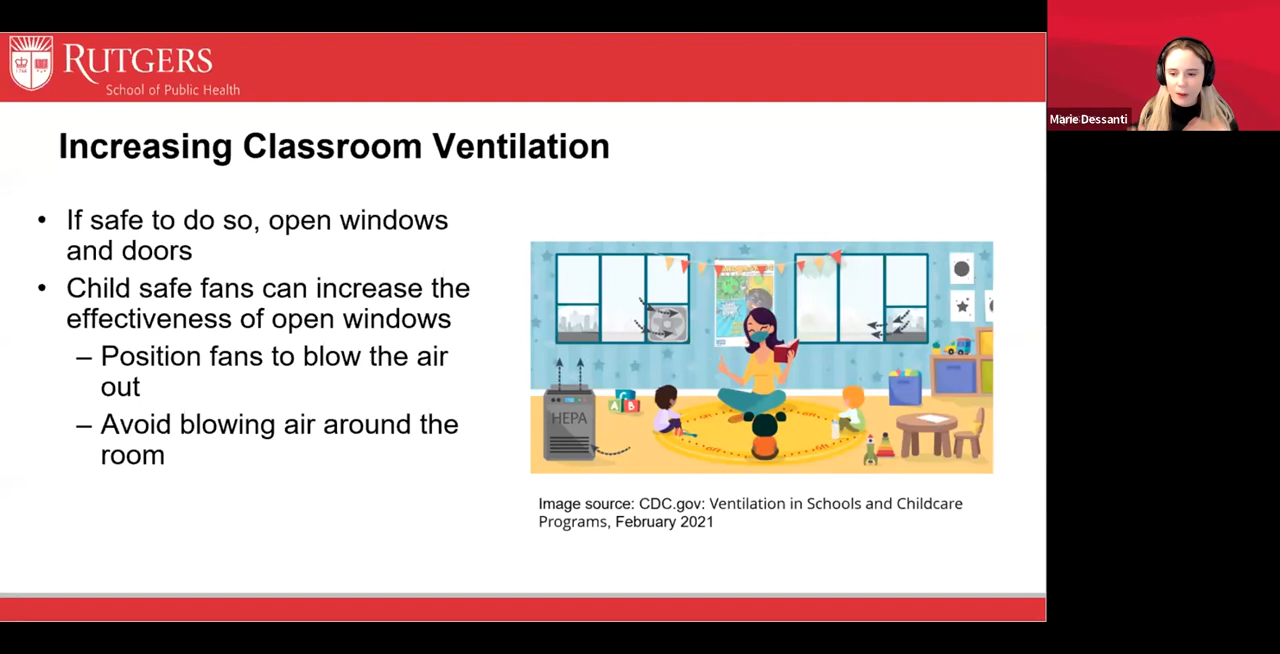 RUTGERS
School of Public Health
Marie Dessanti
Increasing Classroom Ventilation
• If safe to do so, open windows
and doors
• Child safe fans can increase the
effectiveness of open windows
– Position fans to blow the air
out
– Avoid blowing air around the
room
HEPA
C
A B
6ft
6ft
Image source: CDC.gov: Ventilation in Schools and Childcare
Programs, February 2021